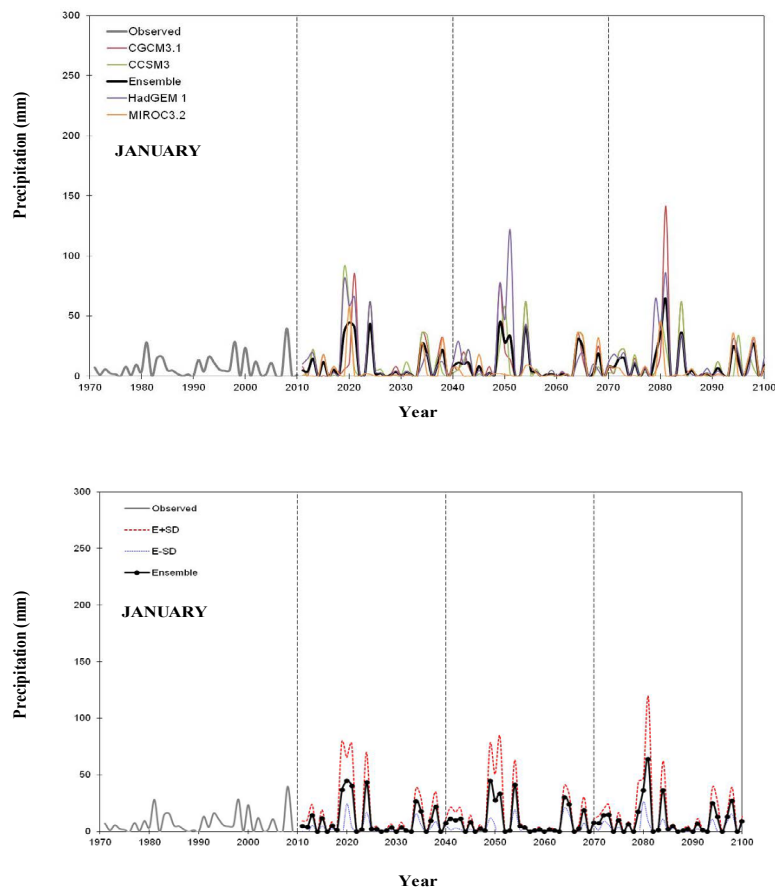 300
250
200
150
100
50
0
Precipitation (mm)
Observed
CGCM3.1
CCSM3
Ensemble
HadGEM 1
MIROC3.2
JANUARY
1970 1980 1990 2000 2010 2020 2030 2040 2050 2060 2070 2080 2090 2100
Year
300
250
200
150
100
50
0
Precipitation (mm)
Observed
E+SD
E-SD
Ensemble
JANUARY
1970 1980 1990 2000 2010 2020 2030 2040 2050 2060 2070 2080 2090 2100
Year